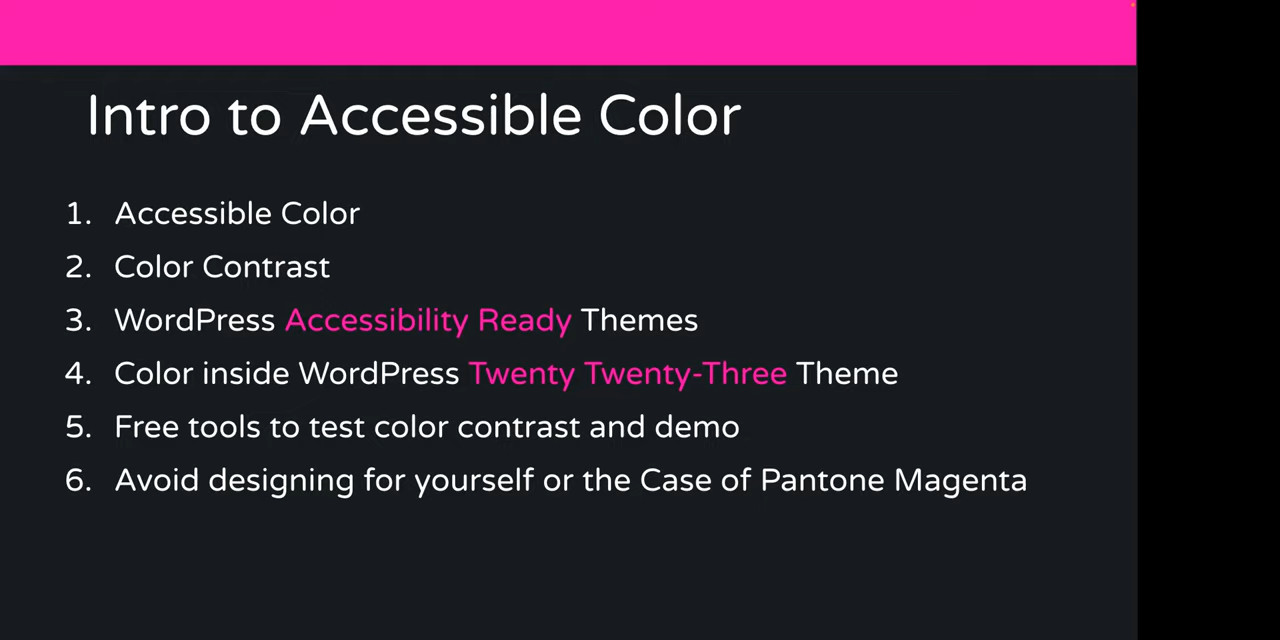 Intro to Accessible Color
1. Accessible Color
2. Color Contrast
3. WordPress Accessibility Ready Themes
4. Color inside WordPress Twenty Twenty-Three Theme
5. Free tools to test color contrast and demo
6. Avoid designing for yourself or the Case of Pantone Magenta